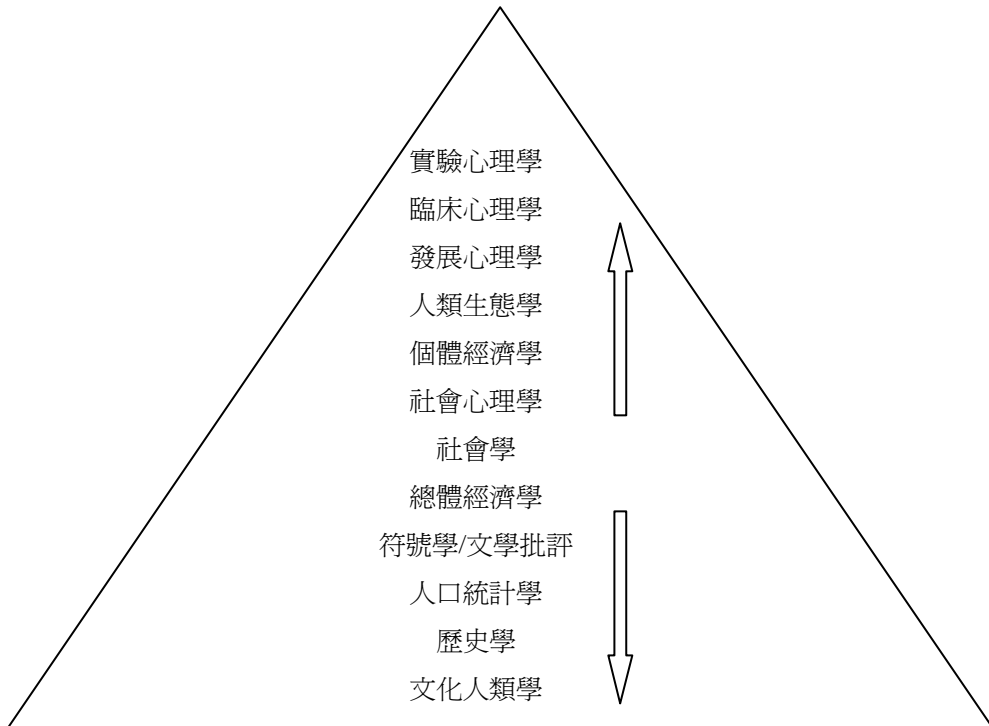 實驗心理學
臨床心理學
發展心理學
人類生態學
個體經濟學
社會心理學
社會學
總體經濟學
符號學/文學批評
人口統計學
歷史學
文化人類學